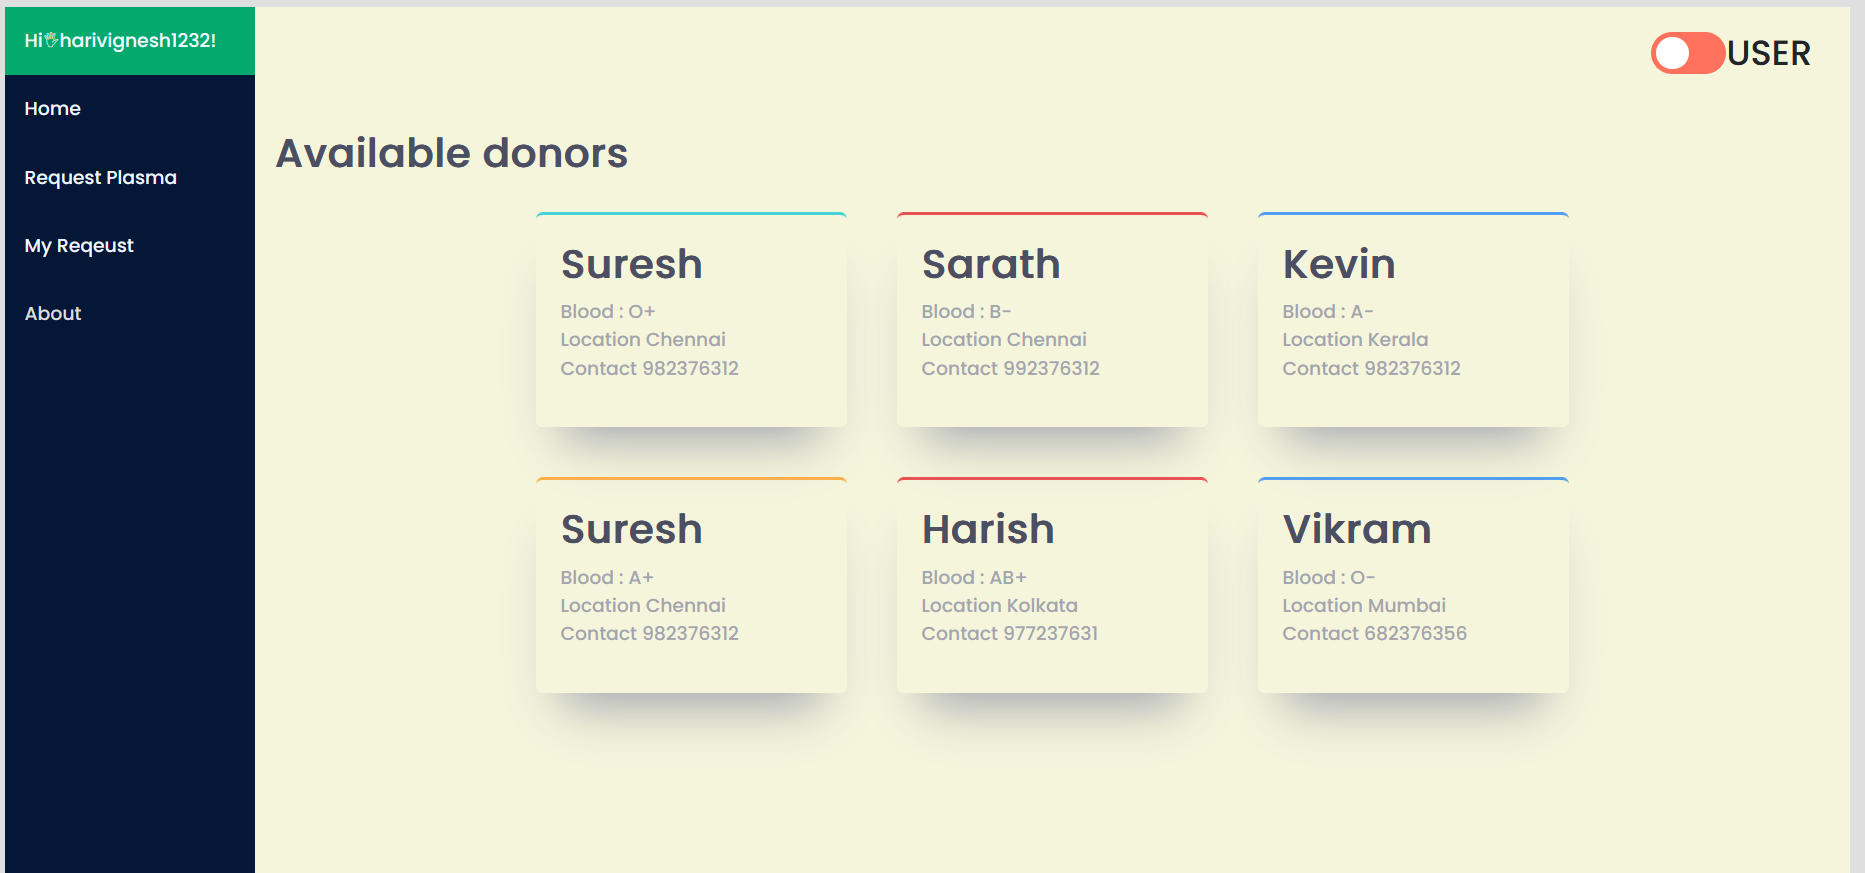 Hi🖐harivignesh1232!
Home
Request Plasma
My Reqeust
About
USER
Available donors
Suresh
Blood : O+
Location Chennai
Contact 982376312
Sarath
Blood : B-
Location Chennai
Contact 992376312
Kevin
Blood : A-
Location Kerala
Contact 982376312
Suresh
Blood : A+
Location Chennai
Contact 982376312
Harish
Blood : AB+
Location Kolkata
Contact 977237631
Vikram
Blood : O-
Location Mumbai
Contact 682376356